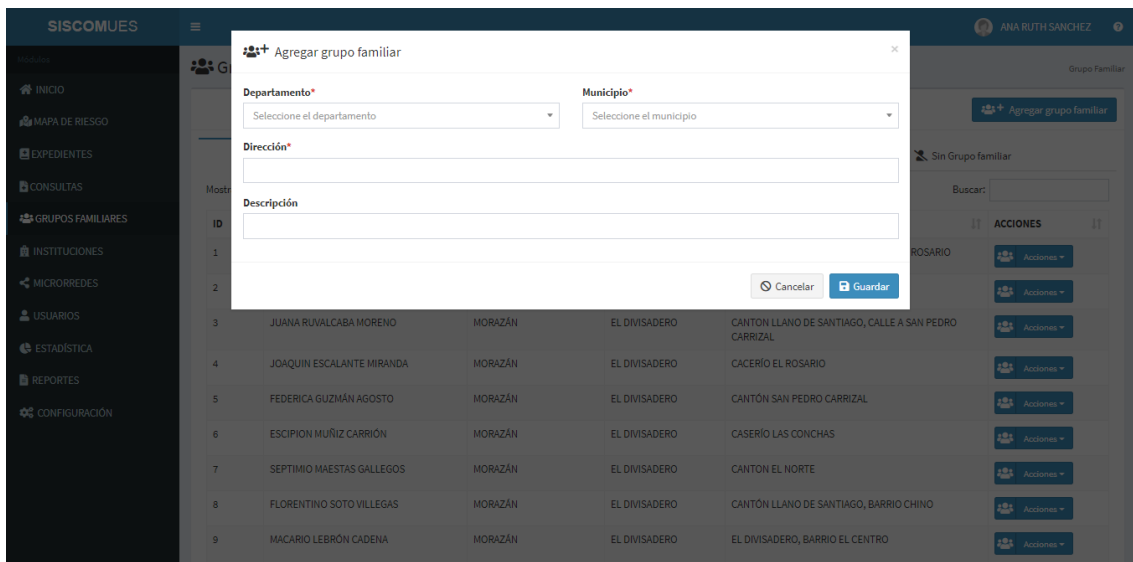 SISCOMUES
ANA RUTH SANCHEZ
Módulos
INICIO
MAPA DE RIESGO
EXPEDIENTES
CONSULTAS
GRUPOS FAMILIARES
INSTITUCIONES
MICRORREDES
USUARIOS
ESTADÍSTICA
REPORTES
CONFIGURACIÓN
G
Grupo Familiar
Agregar grupo familiar
Sin Grupo familiar
Mostr
Buscar:
Agregar grupo familiar ×
Departamento* Municipio*
Seleccione el departamento Seleccione el municipio
Dirección*
Descripción
Cancelar Guardar
ID ACCIONES
1 ROSARIO Acciones
2 Acciones
3 JUANA RUVALCABA MORENO MORAZÁN EL DIVISADERO CANTON LLANO DE SANTIAGO, CALLE A SAN PEDRO Acciones
CARRIZAL
4 JOAQUIN ESCALANTE MIRANDA MORAZÁN EL DIVISADERO CACERÍO EL ROSARIO Acciones
5 FEDERICA GUZMÁN AGOSTO MORAZÁN EL DIVISADERO CANTÓN SAN PEDRO CARRIZAL Acciones
6 ESCIPION MUÑIZ CARRIÓN MORAZÁN EL DIVISADERO CASERÍO LAS CONCHAS Acciones
7 SEPTIMIO MAESTAS GALLEGOS MORAZÁN EL DIVISADERO CANTON EL NORTE Acciones
8 FLORENTINO SOTO VILLEGAS MORAZÁN EL DIVISADERO CANTÓN LLANO DE SANTIAGO, BARRIO CHINO Acciones
9 MACARIO LEBRÓN CADENA MORAZÁN EL DIVISADERO EL DIVISADERO, BARRIO EL CENTRO Acciones